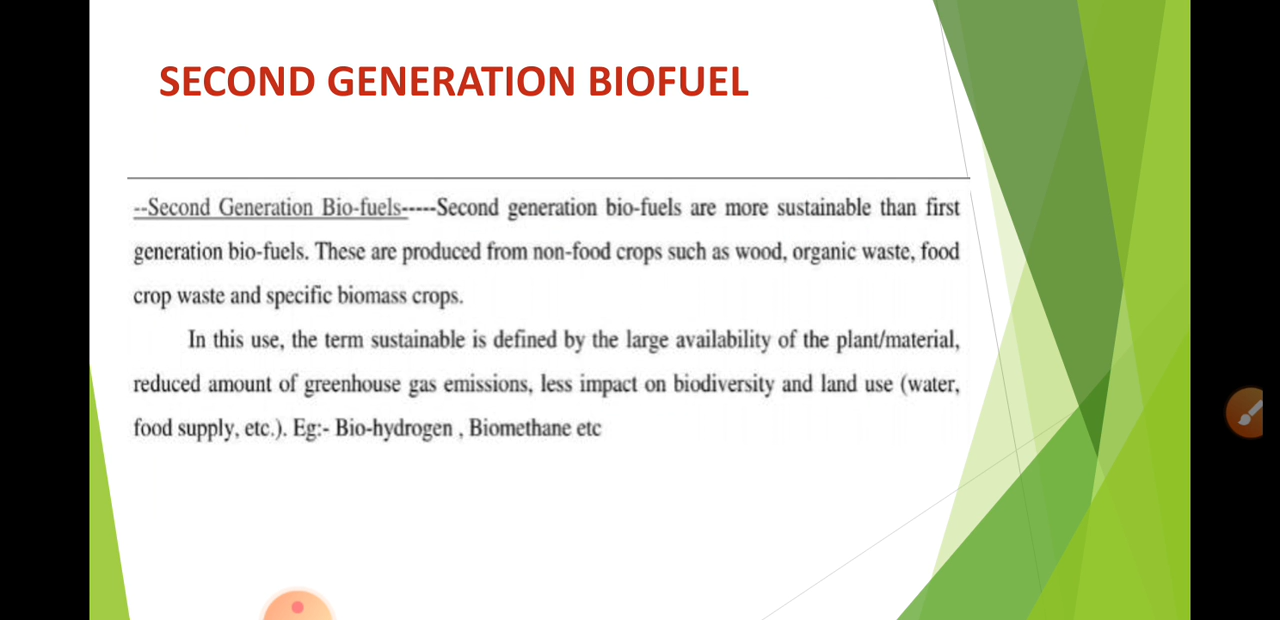 SECOND GENERATION BIOFUEL
--Second Generation Bio-fuels-----Second generation bio-fuels are more sustainable than first
generation bio-fuels. These are produced from non-food crops such as wood, organic waste, food
crop waste and specific biomass crops.
In this use, the term sustainable is defined by the large availability of the plant/material,
reduced amount of greenhouse gas emissions, less impact on biodiversity and land use (water,
food supply, etc.). Eg:- Bio-hydrogen , Biomethane etc